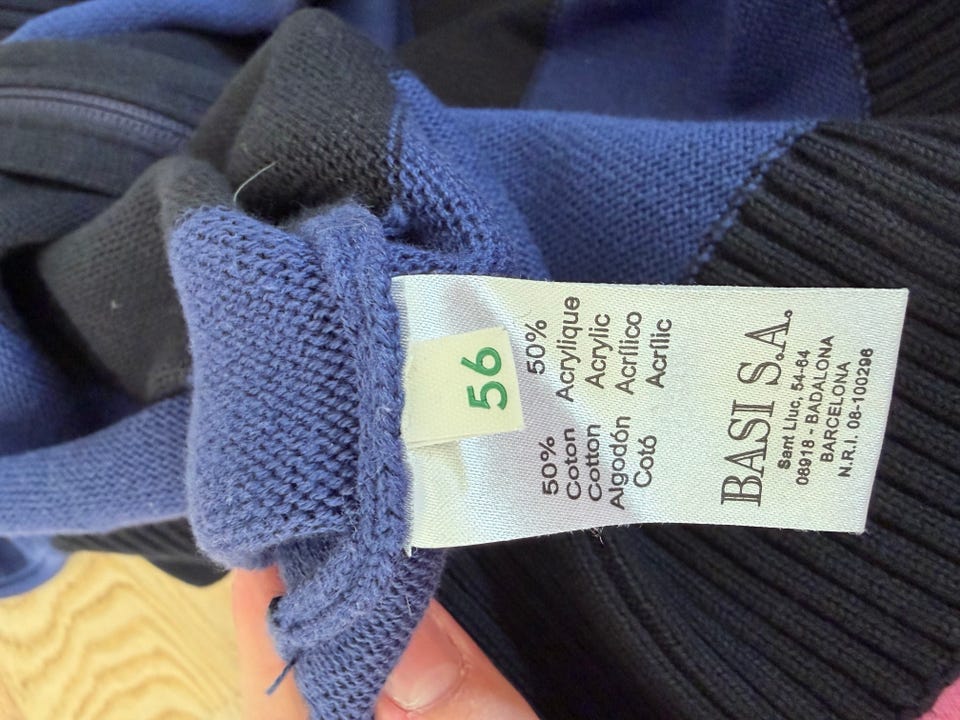 56
50% 50%
Coton Acrylique
Cotton Acrylic
Algodón Acrílico
Cotó Acrílic
BASI S.A.
Sant Lluc, 54-64
08918 - BADALONA
BARCELONA
N.R.I. 08-100296